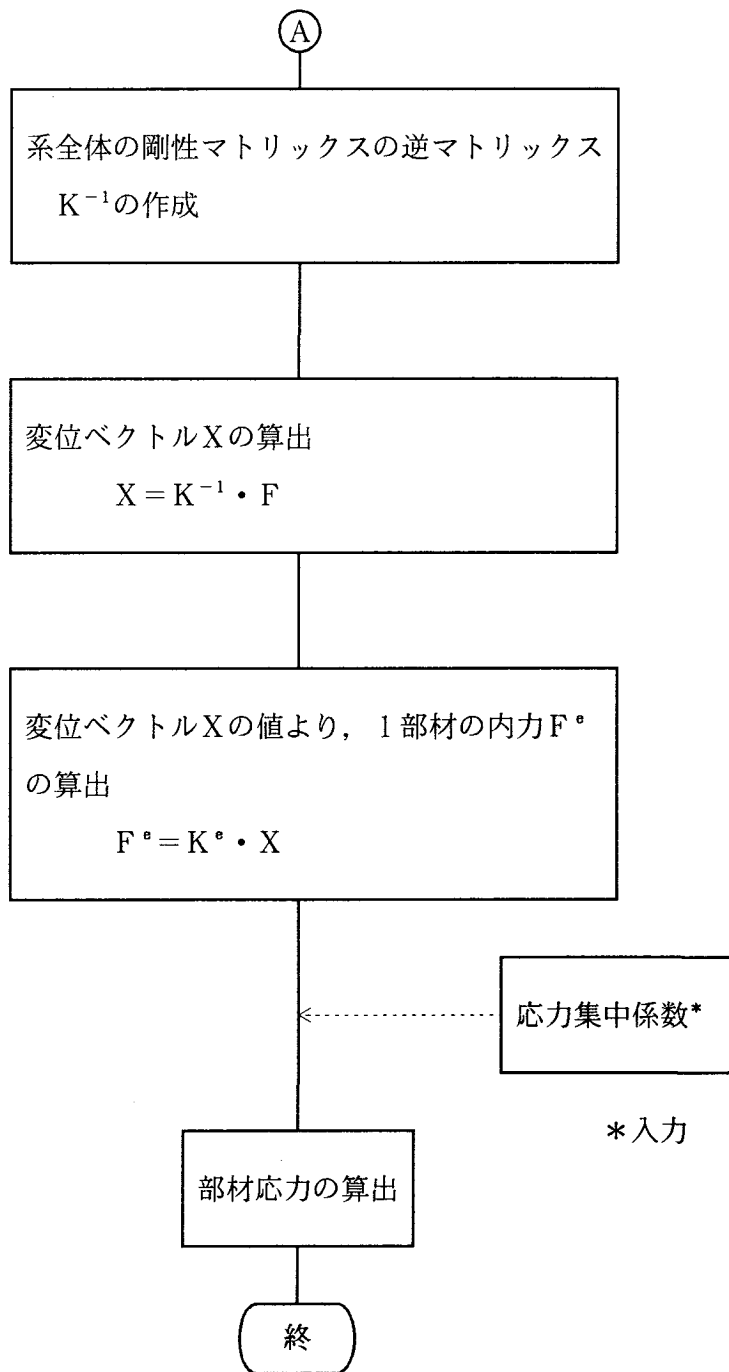 A
系全体の剛性マトリックスの逆マトリックス
K⁻¹の作成
変位ベクトルXの算出
X=K⁻¹・F
変位ベクトルXの値より，1部材の内力Fᵉ
の算出
Fᵉ=Kᵉ・X
応力集中係数*
*入力
部材応力の算出
終